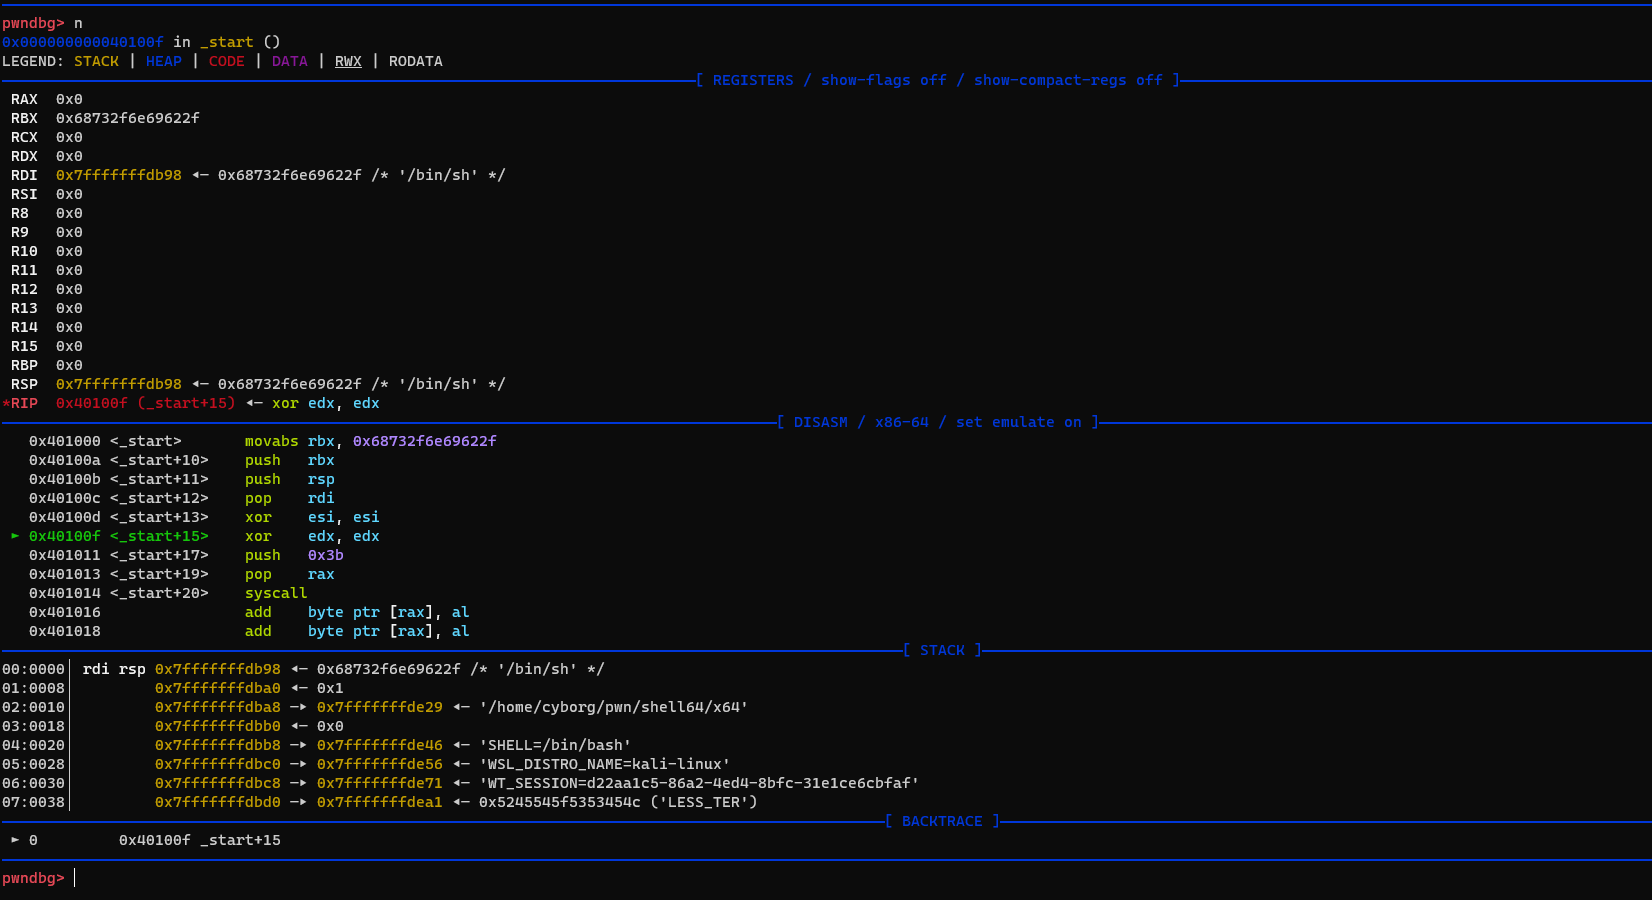 pwndbg> n
0x000000000040100f in _start ()
LEGEND: STACK | HEAP | CODE | DATA | RWX | RODATA
[ REGISTERS / show-flags off / show-compact-regs off ]
RAX  0x0
RBX  0x68732f6e69622f
RCX  0x0
RDX  0x0
RDI  0x7fffffffdb98 ◂— 0x68732f6e69622f /* '/bin/sh' */
RSI  0x0
R8   0x0
R9   0x0
R10  0x0
R11  0x0
R12  0x0
R13  0x0
R14  0x0
R15  0x0
RBP  0x0
RSP  0x7fffffffdb98 ◂— 0x68732f6e69622f /* '/bin/sh' */
*RIP  0x40100f (_start+15) ◂— xor edx, edx
[ DISASM / x86-64 / set emulate on ]
0x401000 <_start>       movabs rbx, 0x68732f6e69622f
0x40100a <_start+10>    push   rbx
0x40100b <_start+11>    push   rsp
0x40100c <_start+12>    pop    rdi
0x40100d <_start+13>    xor    esi, esi
► 0x40100f <_start+15>    xor    edx, edx
0x401011 <_start+17>    push   0x3b
0x401013 <_start+19>    pop    rax
0x401014 <_start+20>    syscall
0x401016                add    byte ptr [rax], al
0x401018                add    byte ptr [rax], al
[ STACK ]
00:0000│ rdi rsp 0x7fffffffdb98 ◂— 0x68732f6e69622f /* '/bin/sh' */
01:0008│         0x7fffffffdba0 ◂— 0x1
02:0010│         0x7fffffffdba8 —▸ 0x7fffffffde29 ◂— '/home/cyborg/pwn/shell64/x64'
03:0018│         0x7fffffffdbb0 ◂— 0x0
04:0020│         0x7fffffffdbb8 —▸ 0x7fffffffde46 ◂— 'SHELL=/bin/bash'
05:0028│         0x7fffffffdbc0 —▸ 0x7fffffffde56 ◂— 'WSL_DISTRO_NAME=kali-linux'
06:0030│         0x7fffffffdbc8 —▸ 0x7fffffffde71 ◂— 'WT_SESSION=d22aa1c5-86a2-4ed4-8bfc-31e1ce6cbfaf'
07:0038│         0x7fffffffdbd0 —▸ 0x7fffffffdea1 ◂— 0x5245545f5353454c ('LESS_TER')
[ BACKTRACE ]
► 0         0x40100f _start+15
pwndbg>